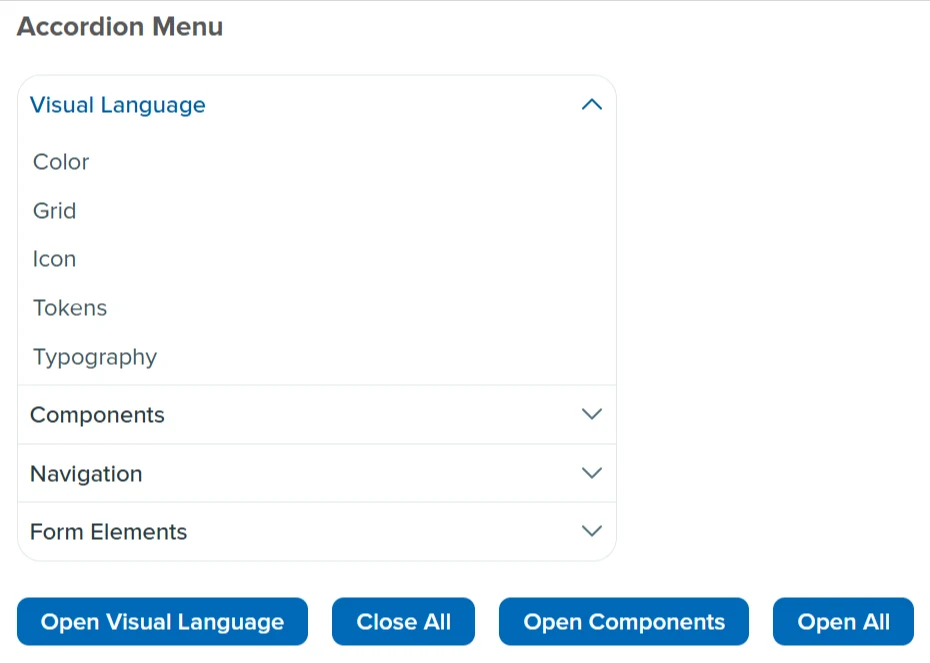 Accordion Menu
Visual Language
Color
Grid
Icon
Tokens
Typography
Components
Navigation
Form Elements
Open Visual Language
Close All
Open Components
Open All